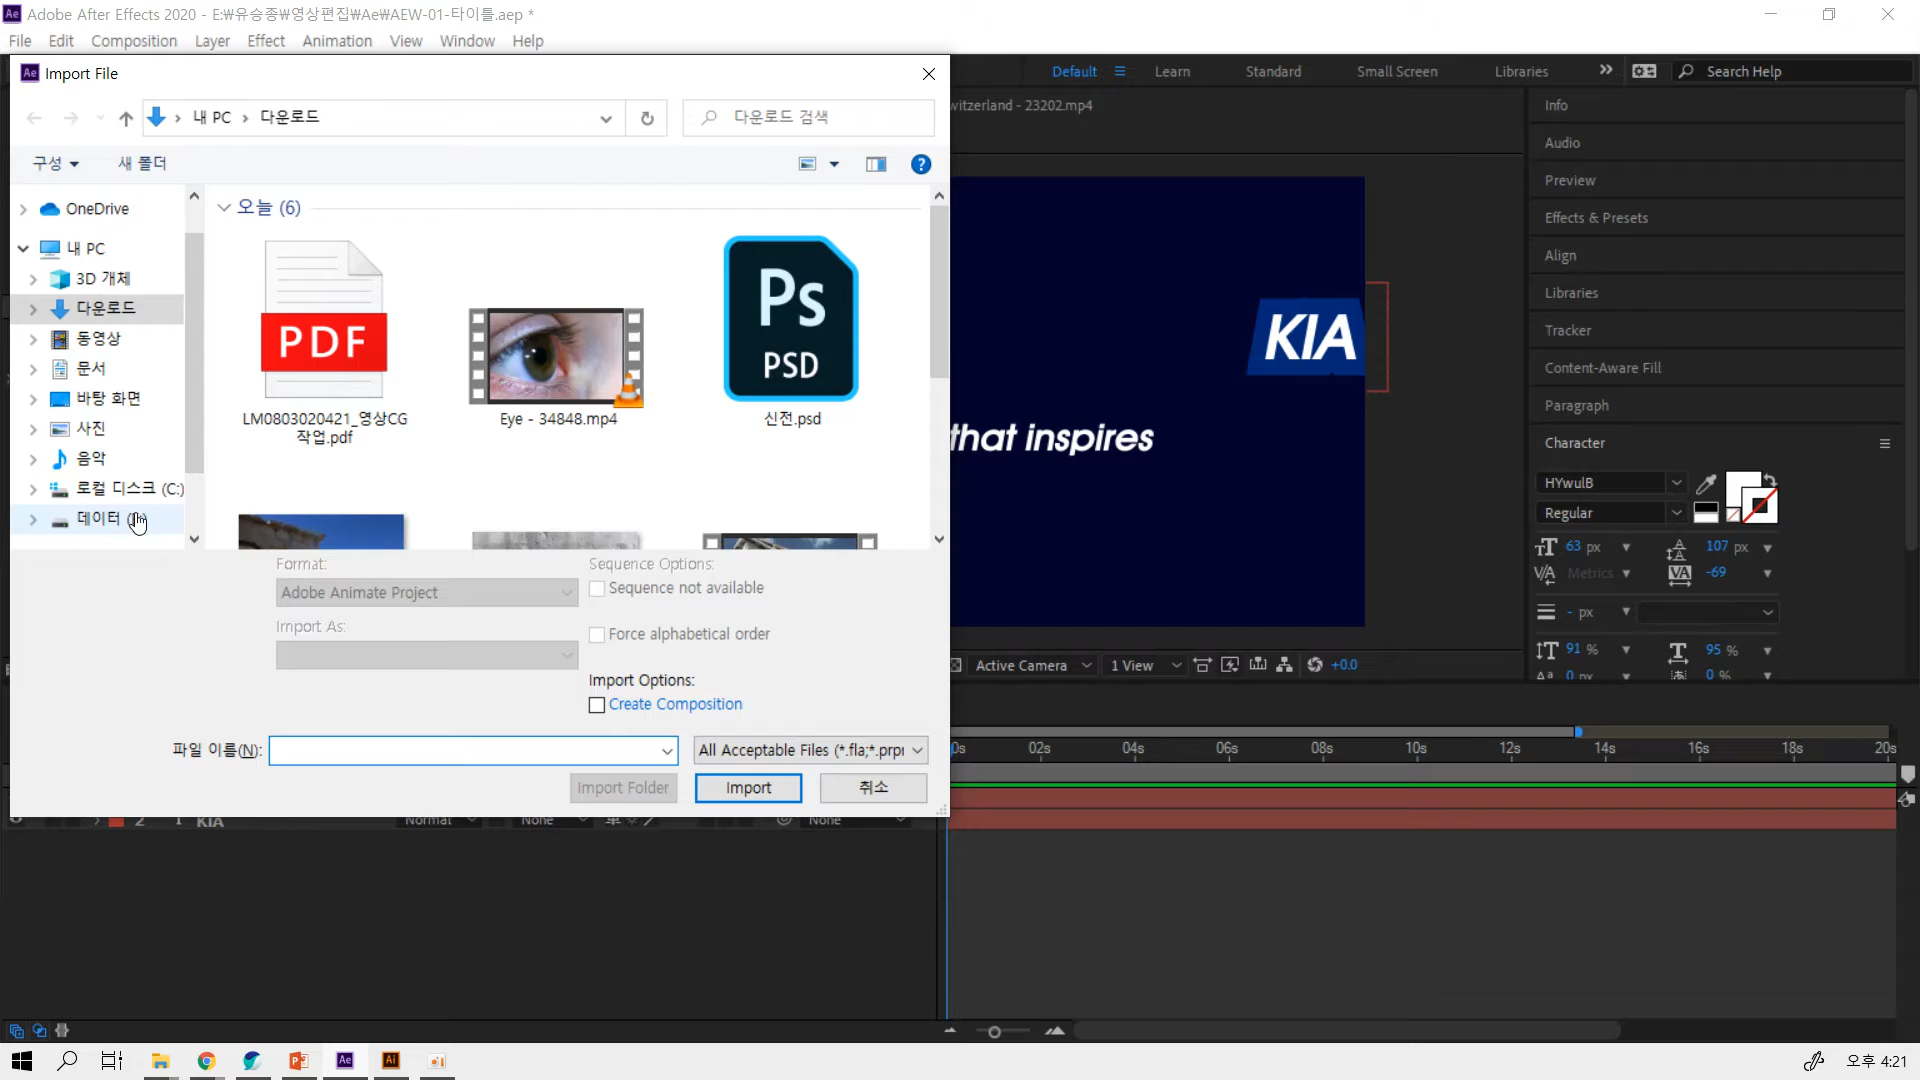 Adobe After Effects 2020 - E:₩유승종₩영상편집₩Ae₩AEW-01-타이틀.aep *
File Edit Composition Layer Effect Animation View Window Help
Import File
내 PC > 다운로드
다운로드 검색
구성
새 폴더
OneDrive
내 PC
3D 개체
다운로드
동영상
문서
바탕 화면
사진
음악
로컬 디스크 (C:)
데이터
오늘 (6)
PDF
LM0803020421_영상CG
작업.pdf
Eye - 34848.mp4
Ps
PSD
신전.psd
Format:
Adobe Animate Project
Import As:
Sequence Options:
Sequence not available
Force alphabetical order
Import Options:
Create Composition
파일 이름(N):
All Acceptable Files (*.fla;*.prpr
Import Folder
Import
취소
Default
Learn
Standard
Small Screen
Libraries
Search Help
witzerland - 23202.mp4
KIA
that inspires
Active Camera
1 View
+0.0
Info
Audio
Preview
Effects & Presets
Align
Libraries
Tracker
Content-Aware Fill
Paragraph
Character
HYwulB
Regular
63 px
107 px
Metrics
-69
- px
91 %
95 %
0 px
0 %
0s 02s 04s 06s 08s 10s 12s 14s 16s 18s 20s
2 T KIA
Normal
None
None
오후 4:21